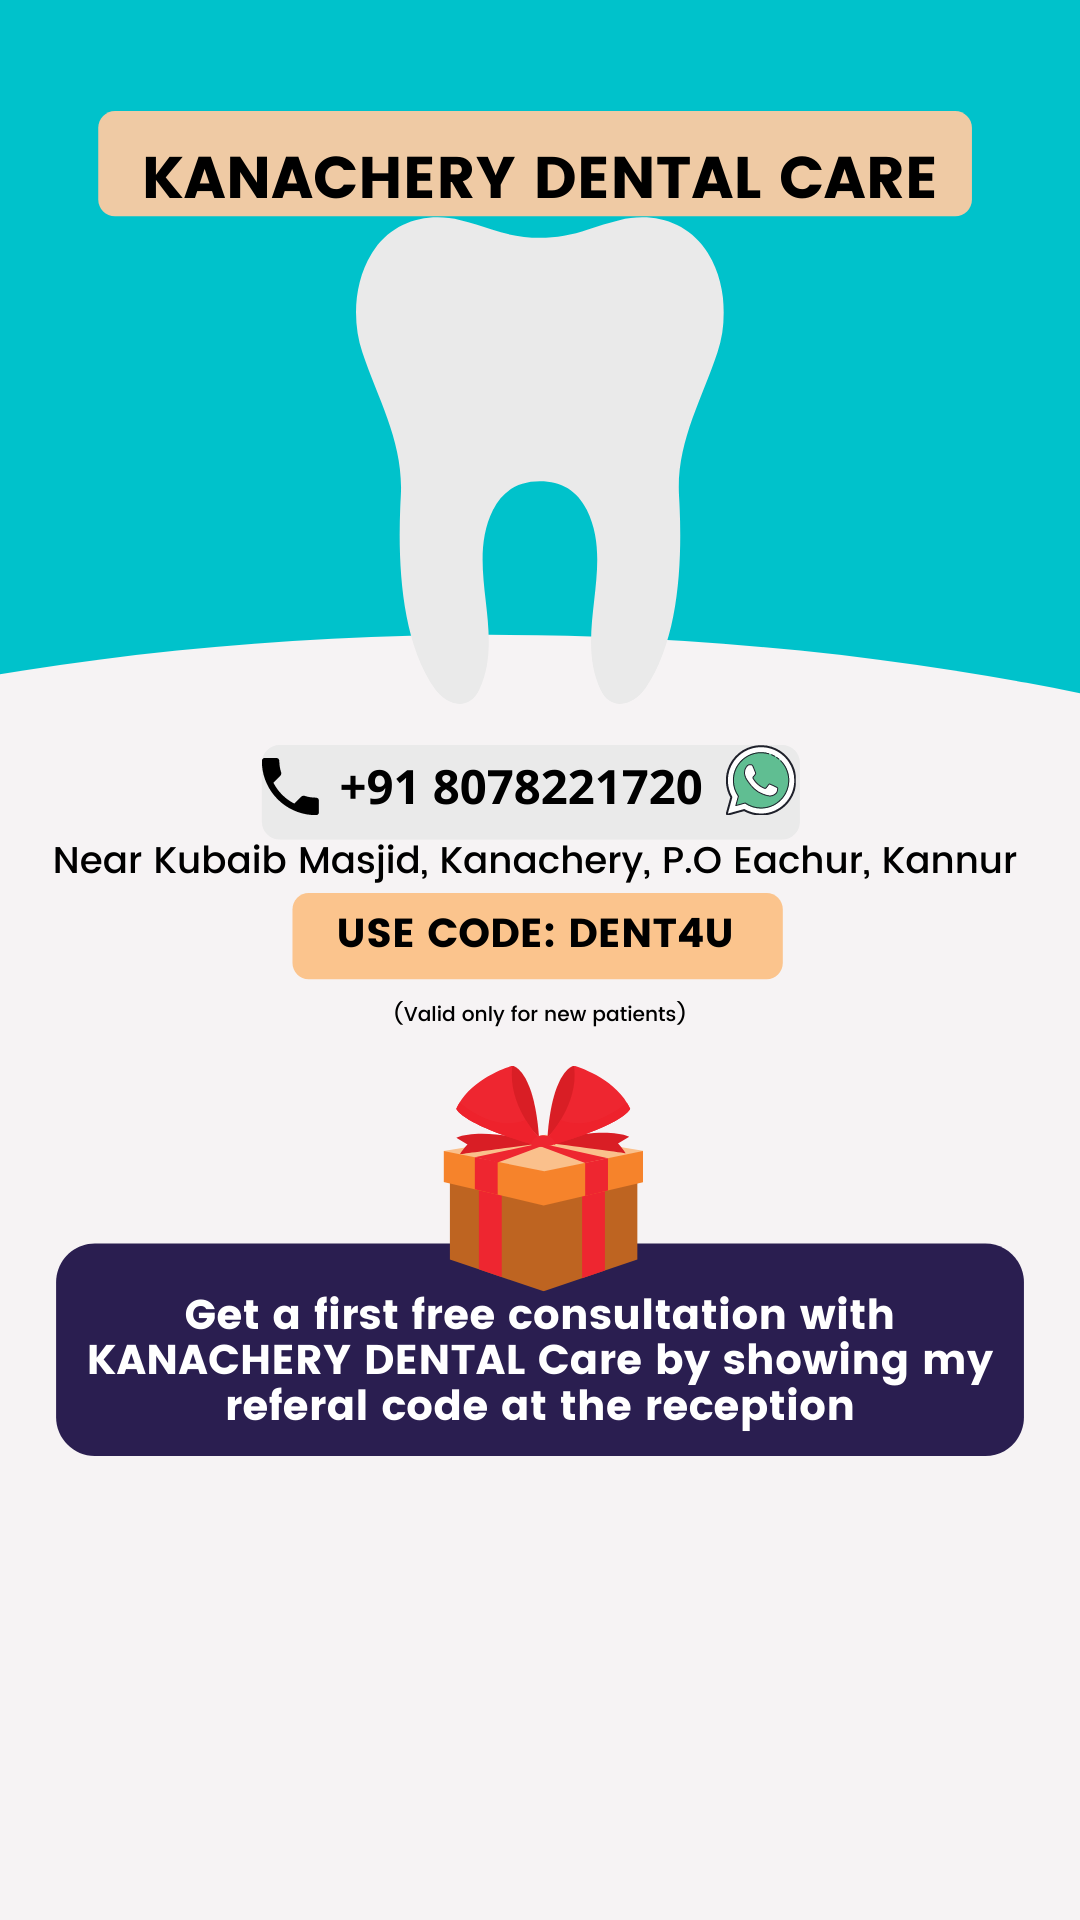 KANACHERY DENTAL CARE
+91 8078221720
Near Kubaib Masjid, Kanachery, P.O Eachur, Kannur
USE CODE: DENT4U
(Valid only for new patients)
Get a first free consultation with
KANACHERY DENTAL Care by showing my
referal code at the reception